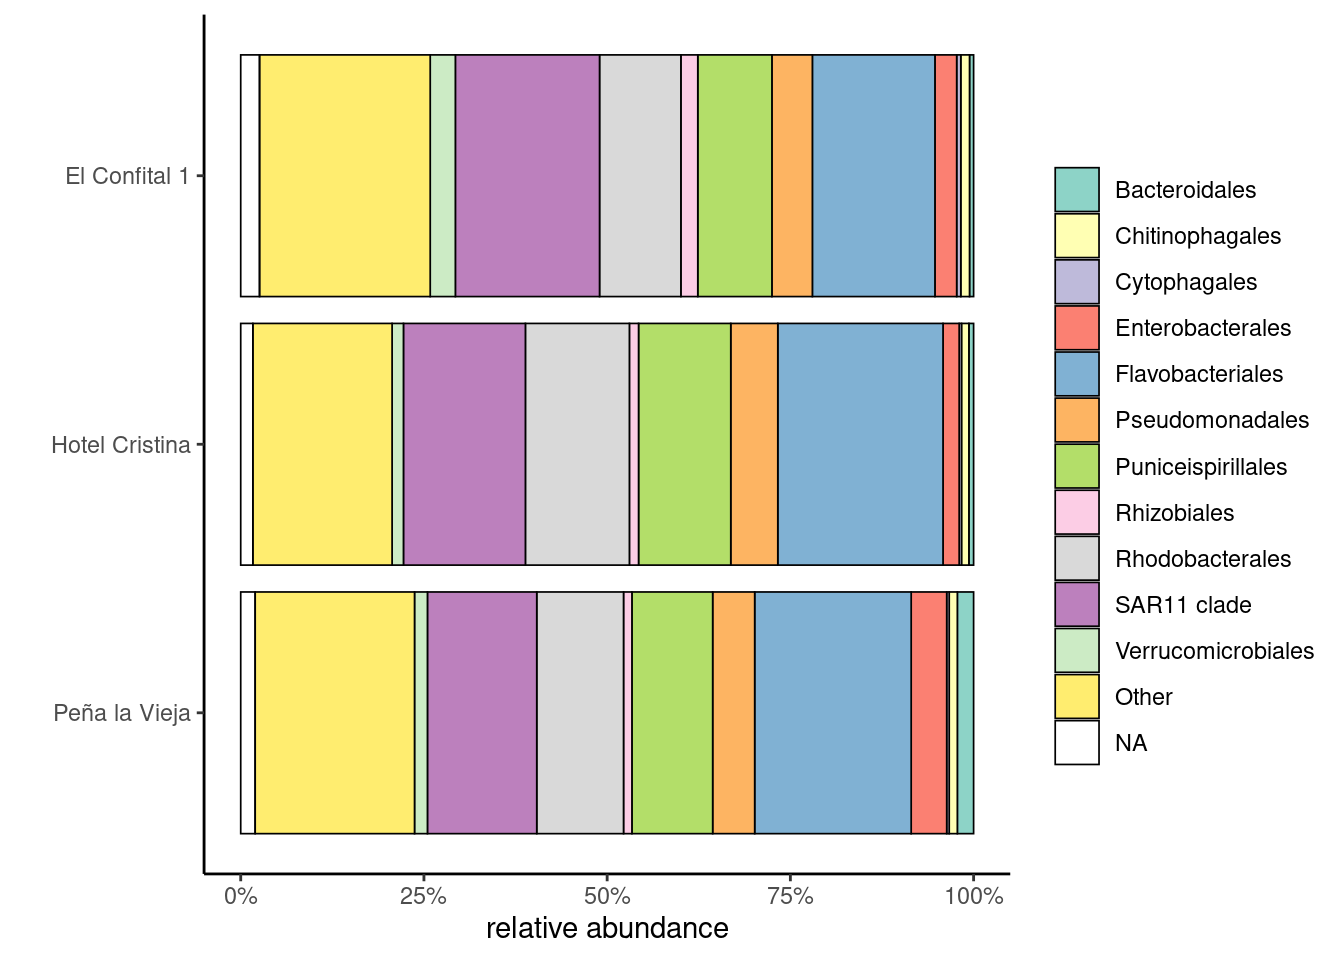 El Confital 1
Hotel Cristina
Peña la Vieja
0%
25%
50%
75%
100%
relative abundance
Bacteroidales
Chitinophagales
Cytophagales
Enterobacterales
Flavobacteriales
Pseudomonadales
Puniceispirillales
Rhizobiales
Rhodobacterales
SAR11 clade
Verrucomicrobiales
Other
NA